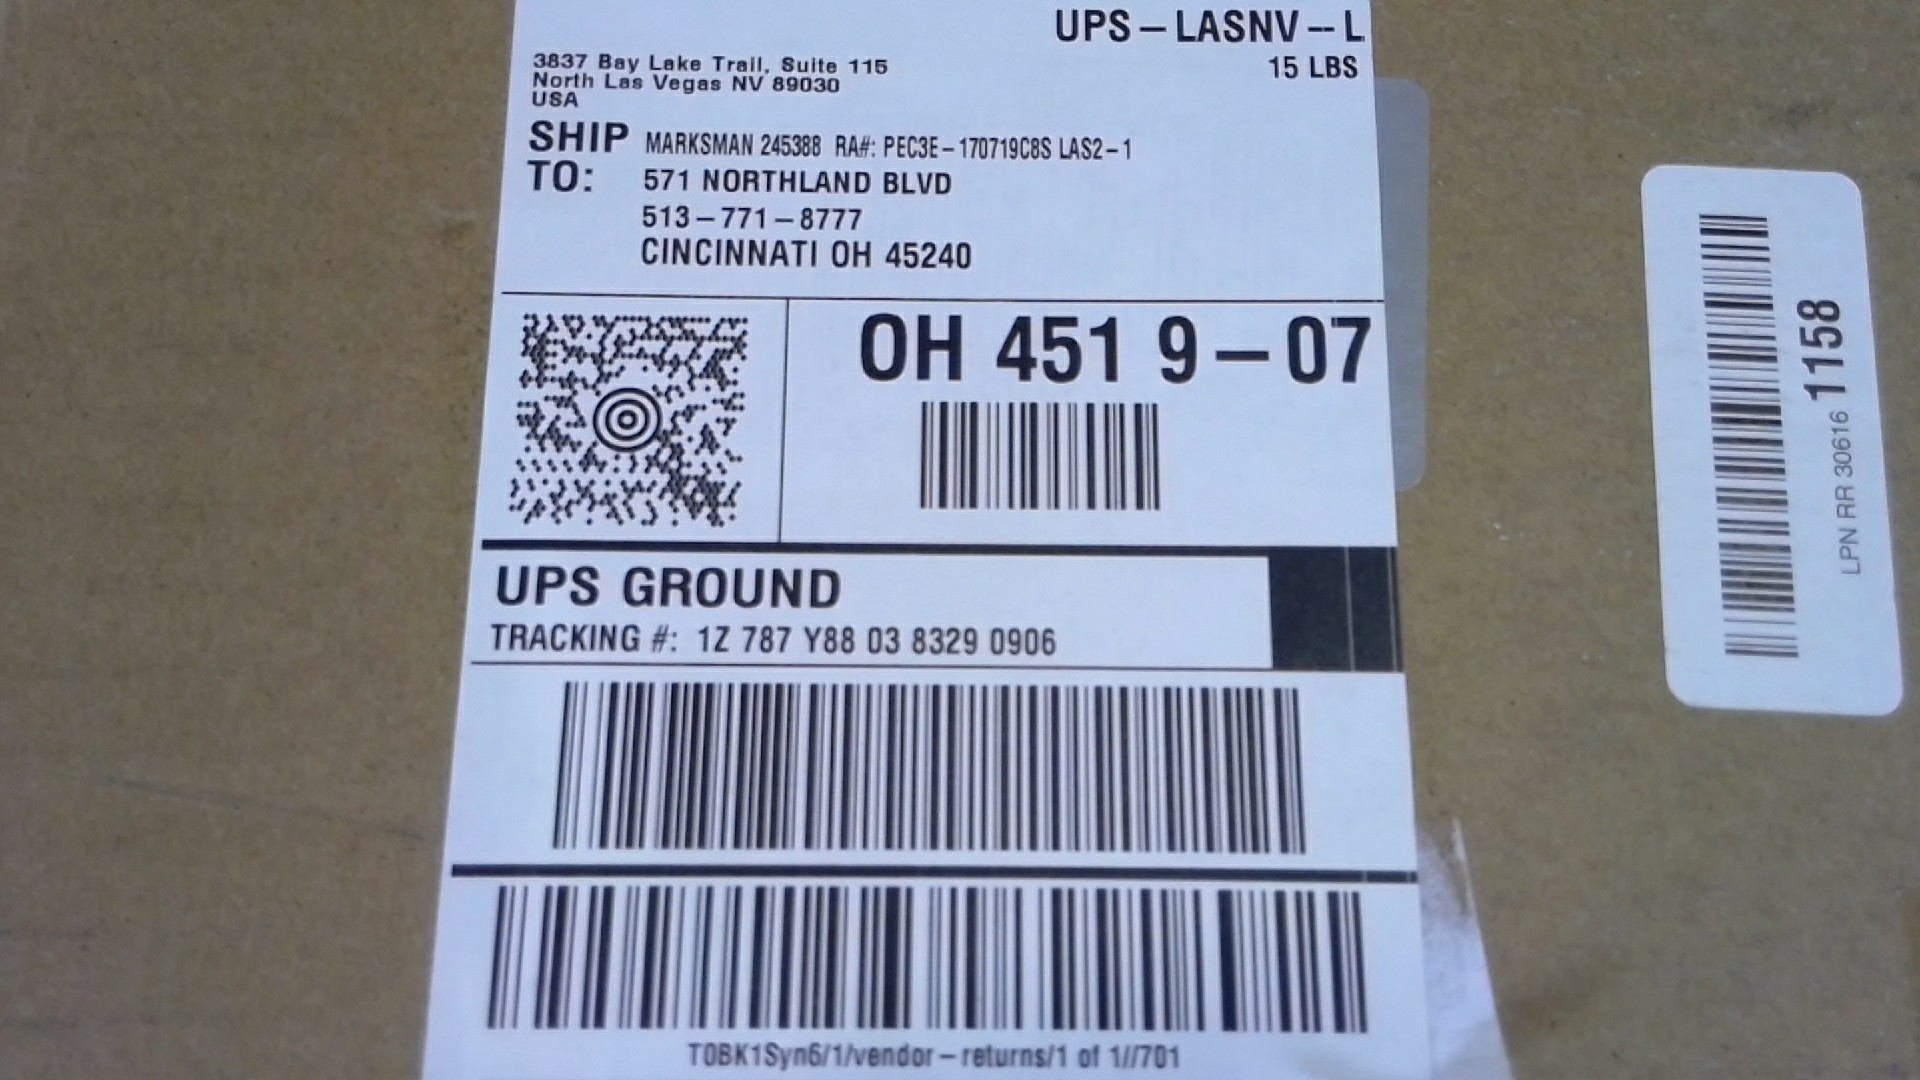 UPS-LASNV--L
15 LBS
3837 Bay Lake Trail, Suite 115
North Las Vegas NV 89030
USA
SHIP TO: MARKSMAN 245388 RA#: PEC3E-170719C8S LAS2-1
571 NORTHLAND BLVD
513-771-8777
CINCINNATI OH 45240
OH 451 9-07
UPS GROUND
TRACKING #: 1Z 787 Y88 03 8329 0906
T0BK1Syn6/1/vendor-returns/1 of 1//701
LPN RR 30616 1158